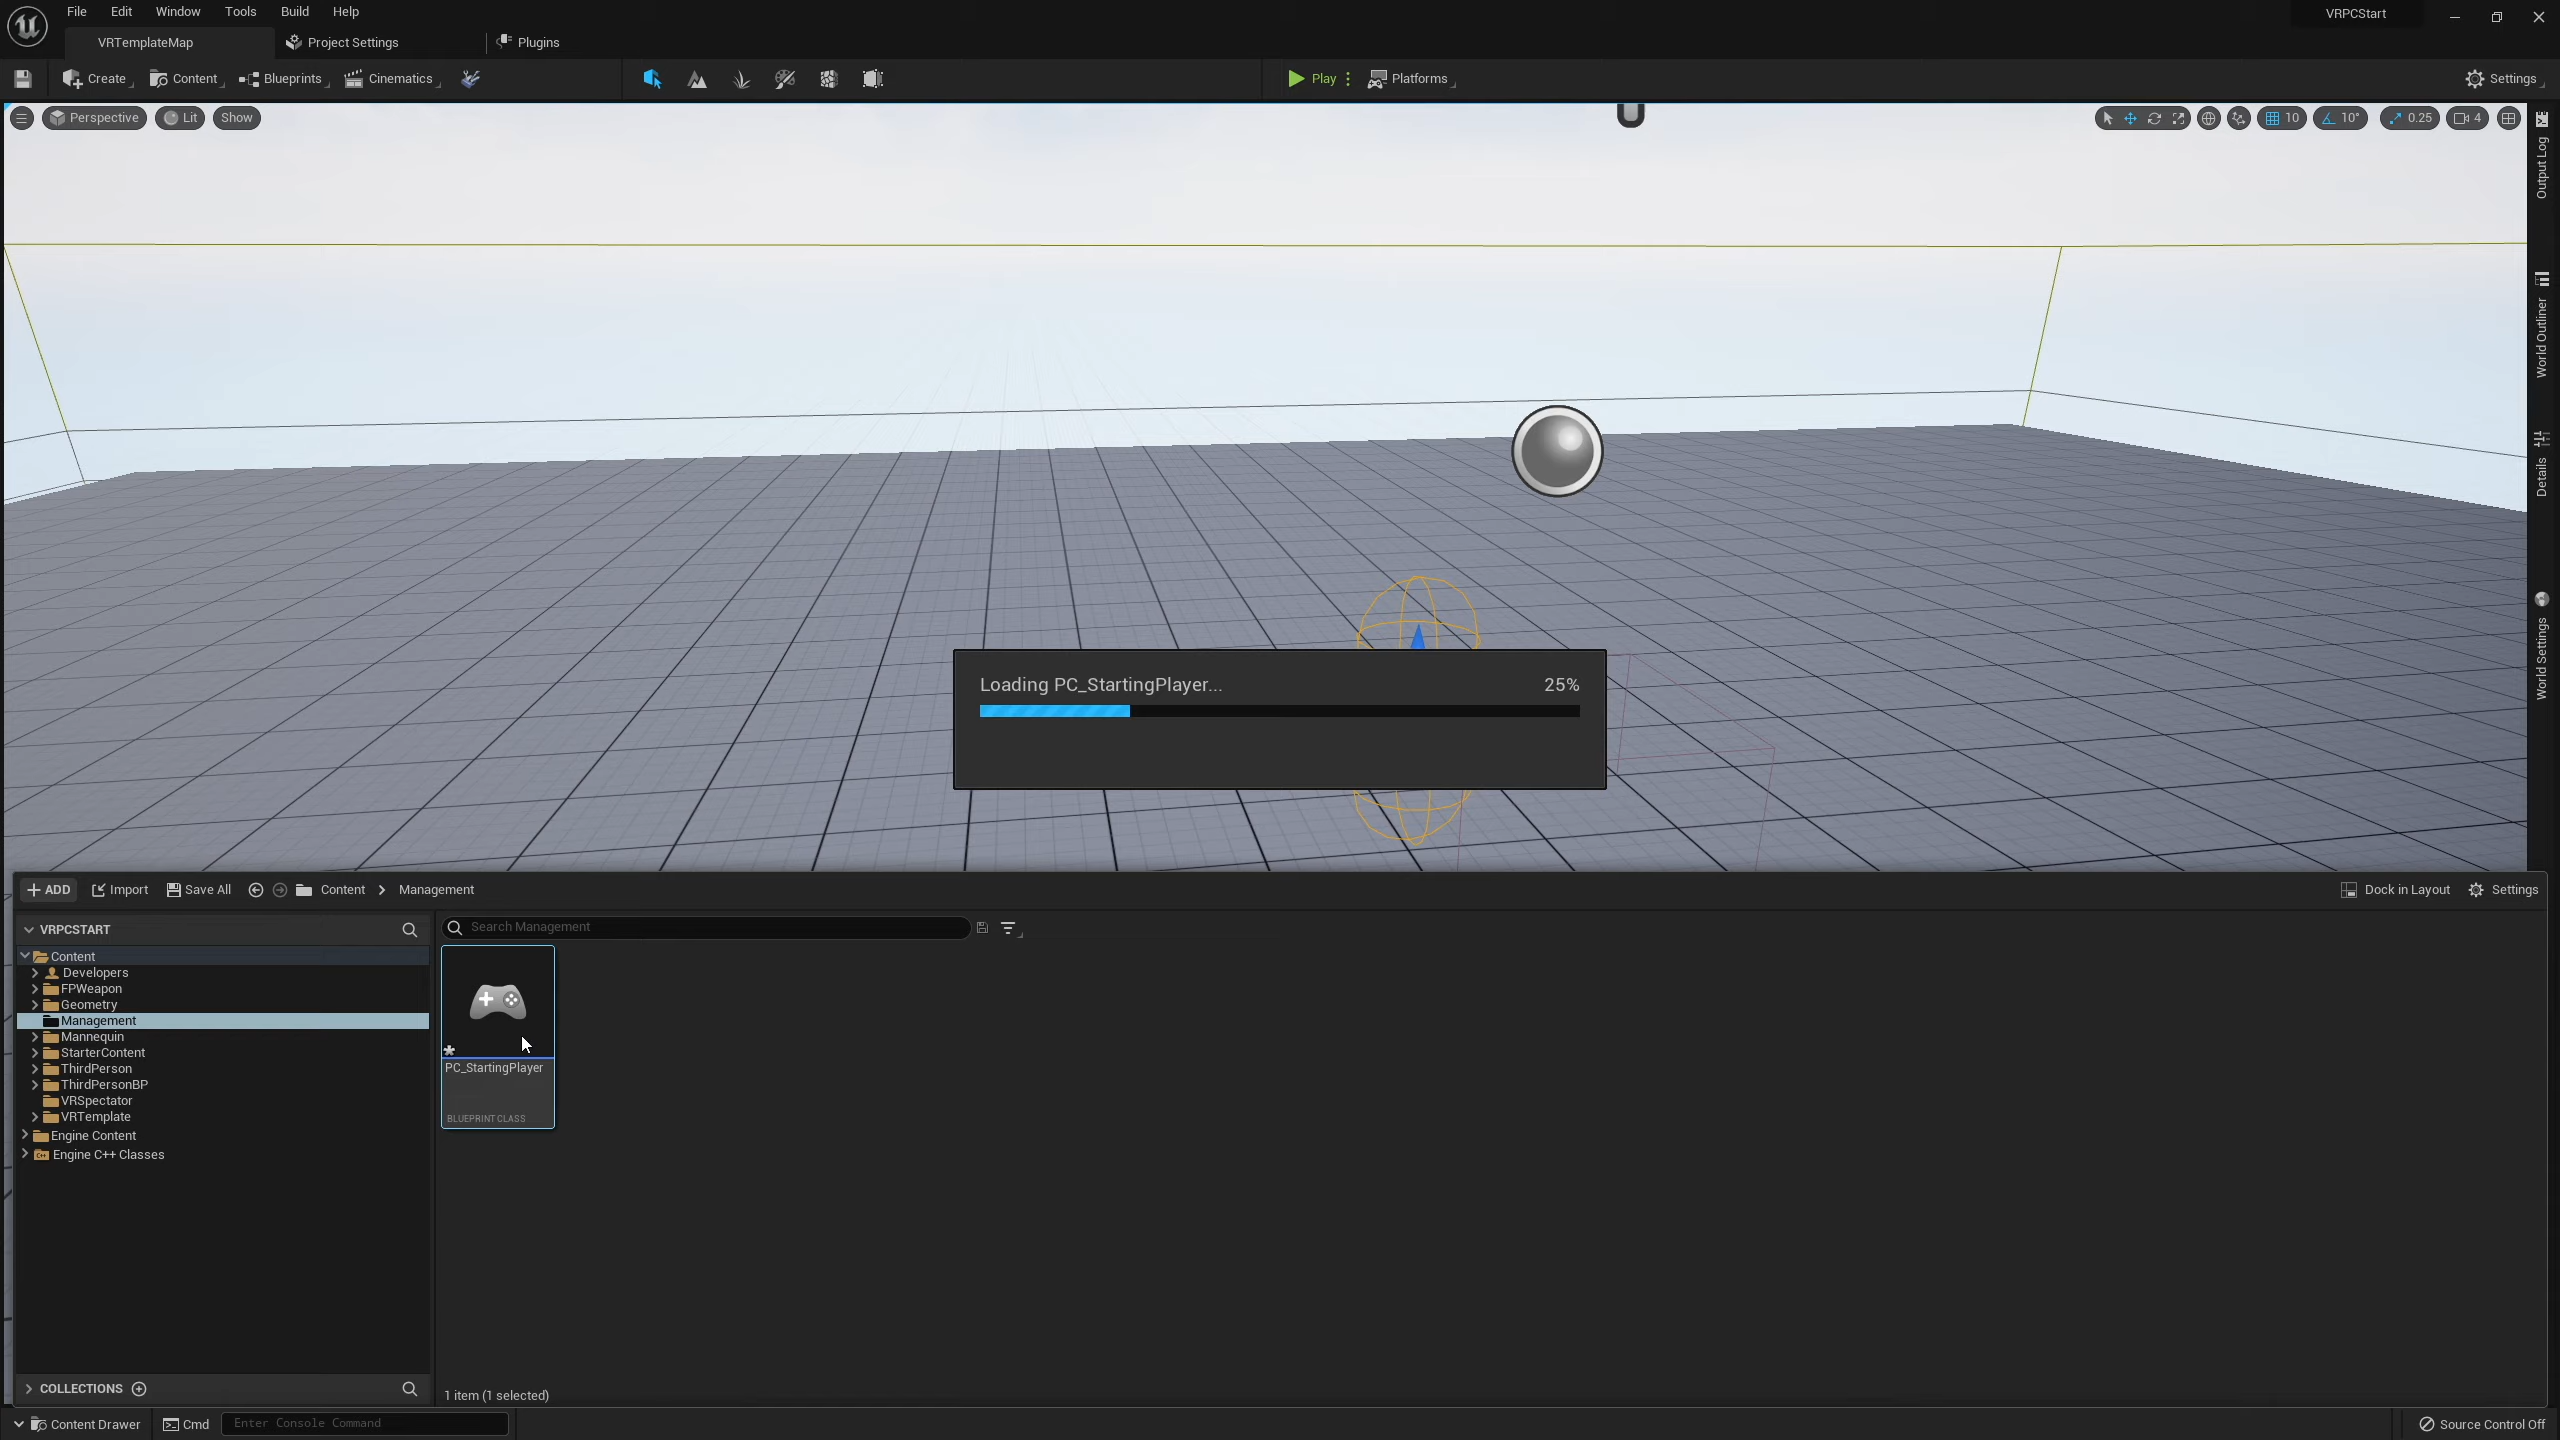 File Edit Window Tools Build Help
VRPCStart
VRTemplateMap Project Settings Plugins
Create Content Blueprints Cinematics Play Platforms Settings
Perspective Lit Show 10 10° 0.25 4
Output Log
World Outliner
Details
World Settings
Loading PC_StartingPlayer... 25%
ADD Import Save All Content Management Dock in Layout Settings
VRPCSTART
Search Management
Content
Developers
FPWeapon
Geometry
Management
Mannequin
StarterContent
ThirdPerson
ThirdPersonBP
VRSpectator
VRTemplate
Engine Content
Engine C++ Classes
PC_StartingPlayer
BLUEPRINT CLASS
COLLECTIONS
1 item (1 selected)
Content Drawer Cmd Enter Console Command Source Control Off